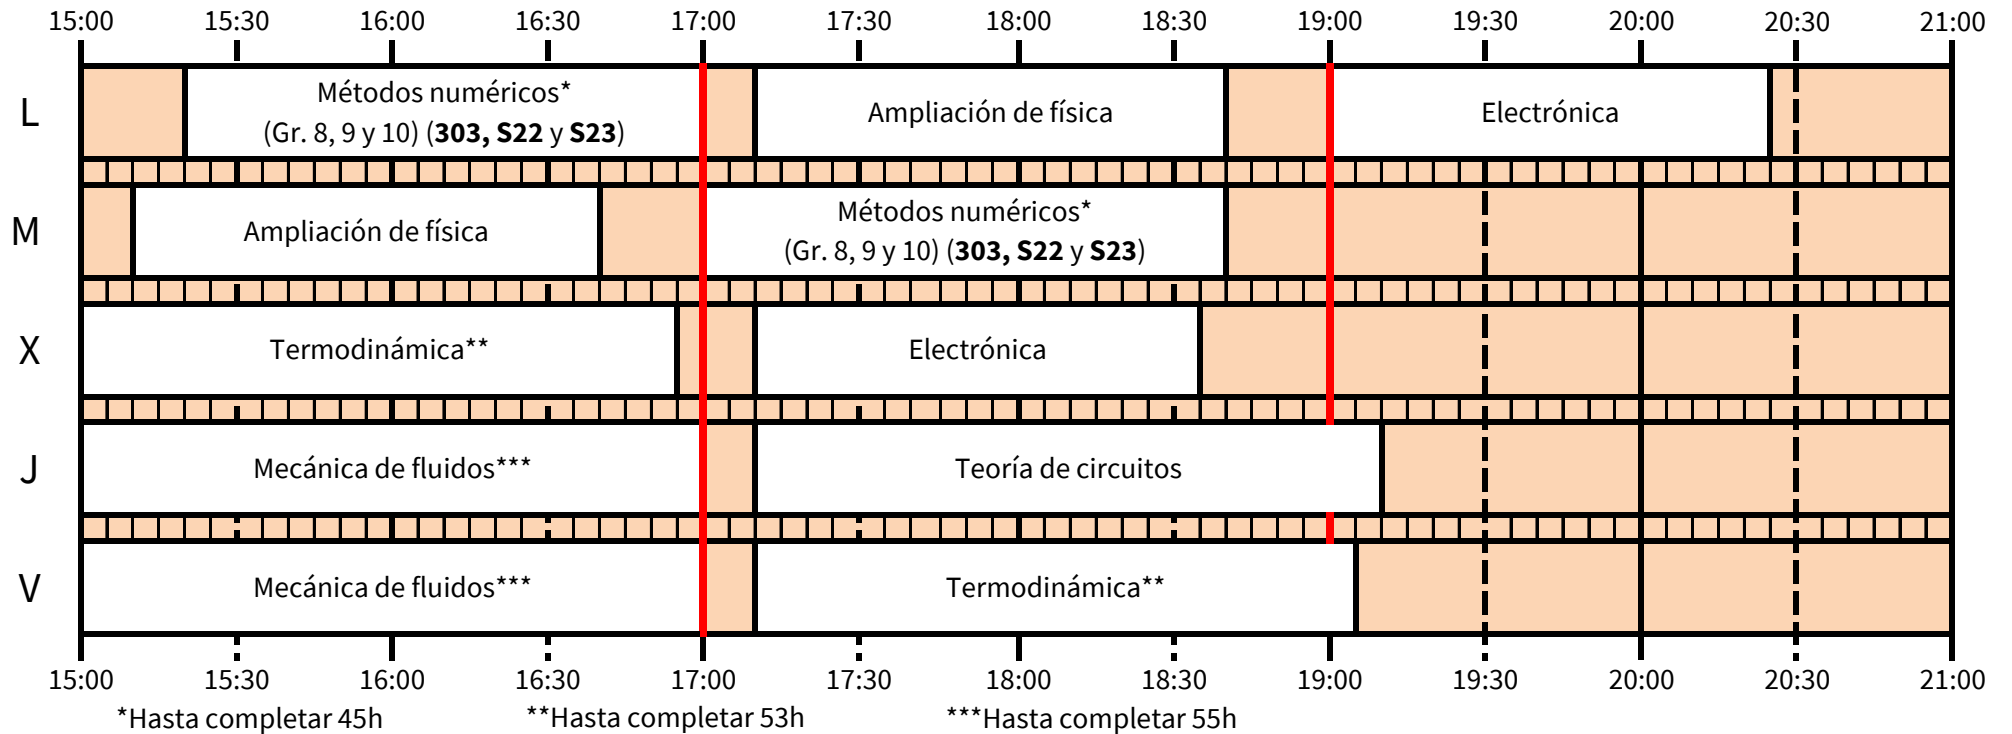 15:00 15:30 16:00 16:30 17:00 17:30 18:00 18:30 19:00 19:30 20:00 20:30 21:00
L
Métodos numéricos*
(Gr. 8, 9 y 10) (303, S22 y S23)
Ampliación de física
Electrónica
M
Ampliación de física
Métodos numéricos*
(Gr. 8, 9 y 10) (303, S22 y S23)
X
Termodinámica**
Electrónica
J
Mecánica de fluidos***
Teoría de circuitos
V
Mecánica de fluidos***
Termodinámica**
15:00 15:30 16:00 16:30 17:00 17:30 18:00 18:30 19:00 19:30 20:00 20:30 21:00
*Hasta completar 45h
**Hasta completar 53h
***Hasta completar 55h